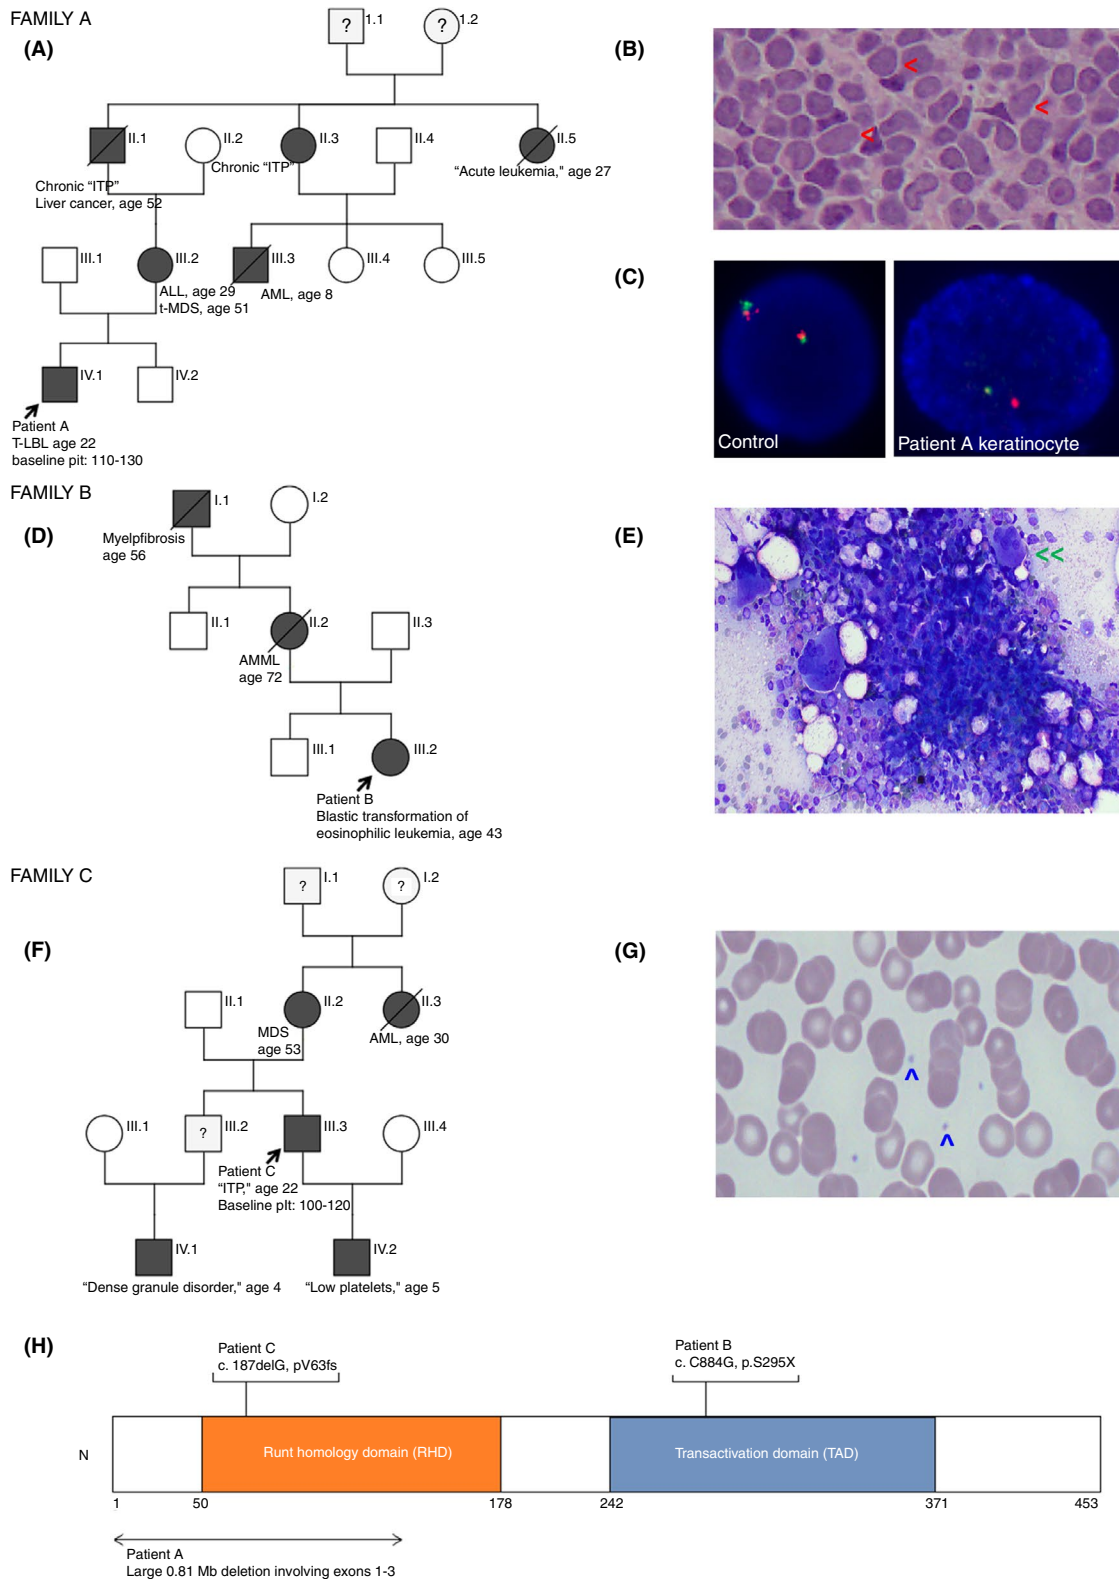 FAMILY A
(A)
?
1.1
?
1.2
II.1
II.2
II.3
II.4
II.5
Chronic “ITP”
Liver cancer, age 52
Chronic “ITP”
"Acute leukemia," age 27
III.1
III.2
III.3
III.4
III.5
ALL, age 29
t-MDS, age 51
AML, age 8
IV.1
IV.2
Patient A
T-LBL age 22
baseline pit: 110-130
(B)
<
<
<
(C)
Control
Patient A keratinocyte
FAMILY B
(D)
I.1
I.2
Myelpfibrosis
age 56
II.1
II.2
II.3
AMML
age 72
III.1
III.2
Patient B
Blastic transformation of
eosinophilic leukemia, age 43
(E)
<<
FAMILY C
(F)
?
I.1
?
I.2
II.1
II.2
II.3
MDS
age 53
AML, age 30
III.1
?
III.2
III.3
III.4
Patient C
“ITP,” age 22
Baseline plt: 100-120
IV.1
IV.2
“Dense granule disorder," age 4
“Low platelets,” age 5
(G)
^
^
(H)
Patient C
c. 187delG, pV63fs
Patient B
c. C884G, p.S295X
N
Runt homology domain (RHD)
Transactivation domain (TAD)
1
50
178
242
371
453
Patient A
Large 0.81 Mb deletion involving exons 1-3